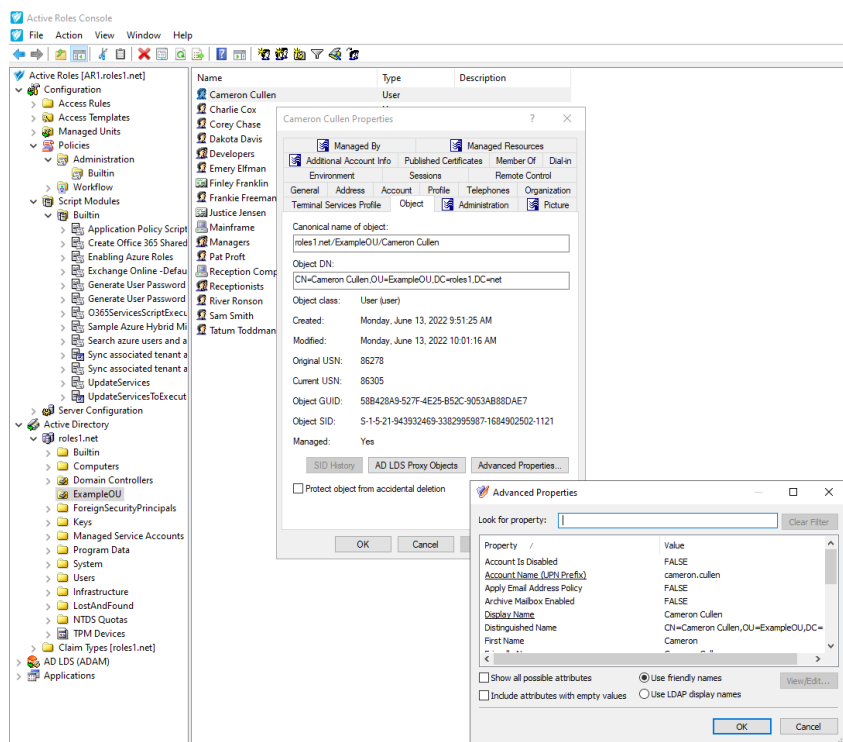 Active Roles Console
File Action View Window Help
Active Roles [AR1.roles1.net]
Configuration
Access Rules
Access Templates
Managed Units
Policies
Administration
Builtin
Workflow
Script Modules
Builtin
Application Policy Script
Create Office 365 Shared
Enabling Azure Roles
Exchange Online -Defau
Generate User Password
Generate User Password
O365ServicesScriptExecu
Sample Azure Hybrid Mi
Search azure users and a
Sync associated tenant a
Sync associated tenant a
UpdateServices
UpdateServicesToExecut
Server Configuration
Active Directory
roles1.net
Builtin
Computers
Domain Controllers
ExampleOU
ForeignSecurityPrincipals
Keys
Managed Service Accounts
Program Data
System
Users
Infrastructure
LostAndFound
NTDS Quotas
TPM Devices
Claim Types [roles1.net]
AD LDS (ADAM)
Applications
Name Type Description
Cameron Cullen User
Charlie Cox
Corey Chase
Dakota Davis
Developers
Emery Elfman
Finley Franklin
Frankie Freeman
Justice Jensen
Mainframe
Managers
Pat Proft
Reception Comp
Receptionists
River Ronson
Sam Smith
Tatum Toddman
Cameron Cullen Properties ?
Managed By Managed Resources
Additional Account Info Published Certificates Member Of Dial-in
Environment Sessions Remote Control
General Address Account Profile Telephones Organization
Terminal Services Profile Object Administration Picture
Canonical name of object:
roles1.net/ExampleOU/Cameron Cullen
Object DN:
CN=Cameron Cullen,OU=ExampleOU,DC=roles1,DC=net
Object class: User (user)
Created: Monday, June 13, 2022 9:51:25 AM
Modified: Monday, June 13, 2022 10:01:16 AM
Original USN: 86278
Current USN: 86305
Object GUID: 58B428A9-527F-4E25-B52C-9053AB88DAE7
Object SID: S-1-5-21-943932469-3382995987-1684902502-1121
Managed: Yes
SID History AD LDS Proxy Objects Advanced Properties...
Protect object from accidental deletion
OK Cancel
Advanced Properties
Look for property: Clear Filter
Property / Value
Account Is Disabled FALSE
Account Name (UPN Prefix) cameron.cullen
Apply Email Address Policy FALSE
Archive Mailbox Enabled FALSE
Display Name Cameron Cullen
Distinguished Name CN=Cameron Cullen,OU=ExampleOU,DC=
First Name Cameron
Show all possible attributes Use friendly names View/Edit...
Include attributes with empty values Use LDAP display names
OK Cancel